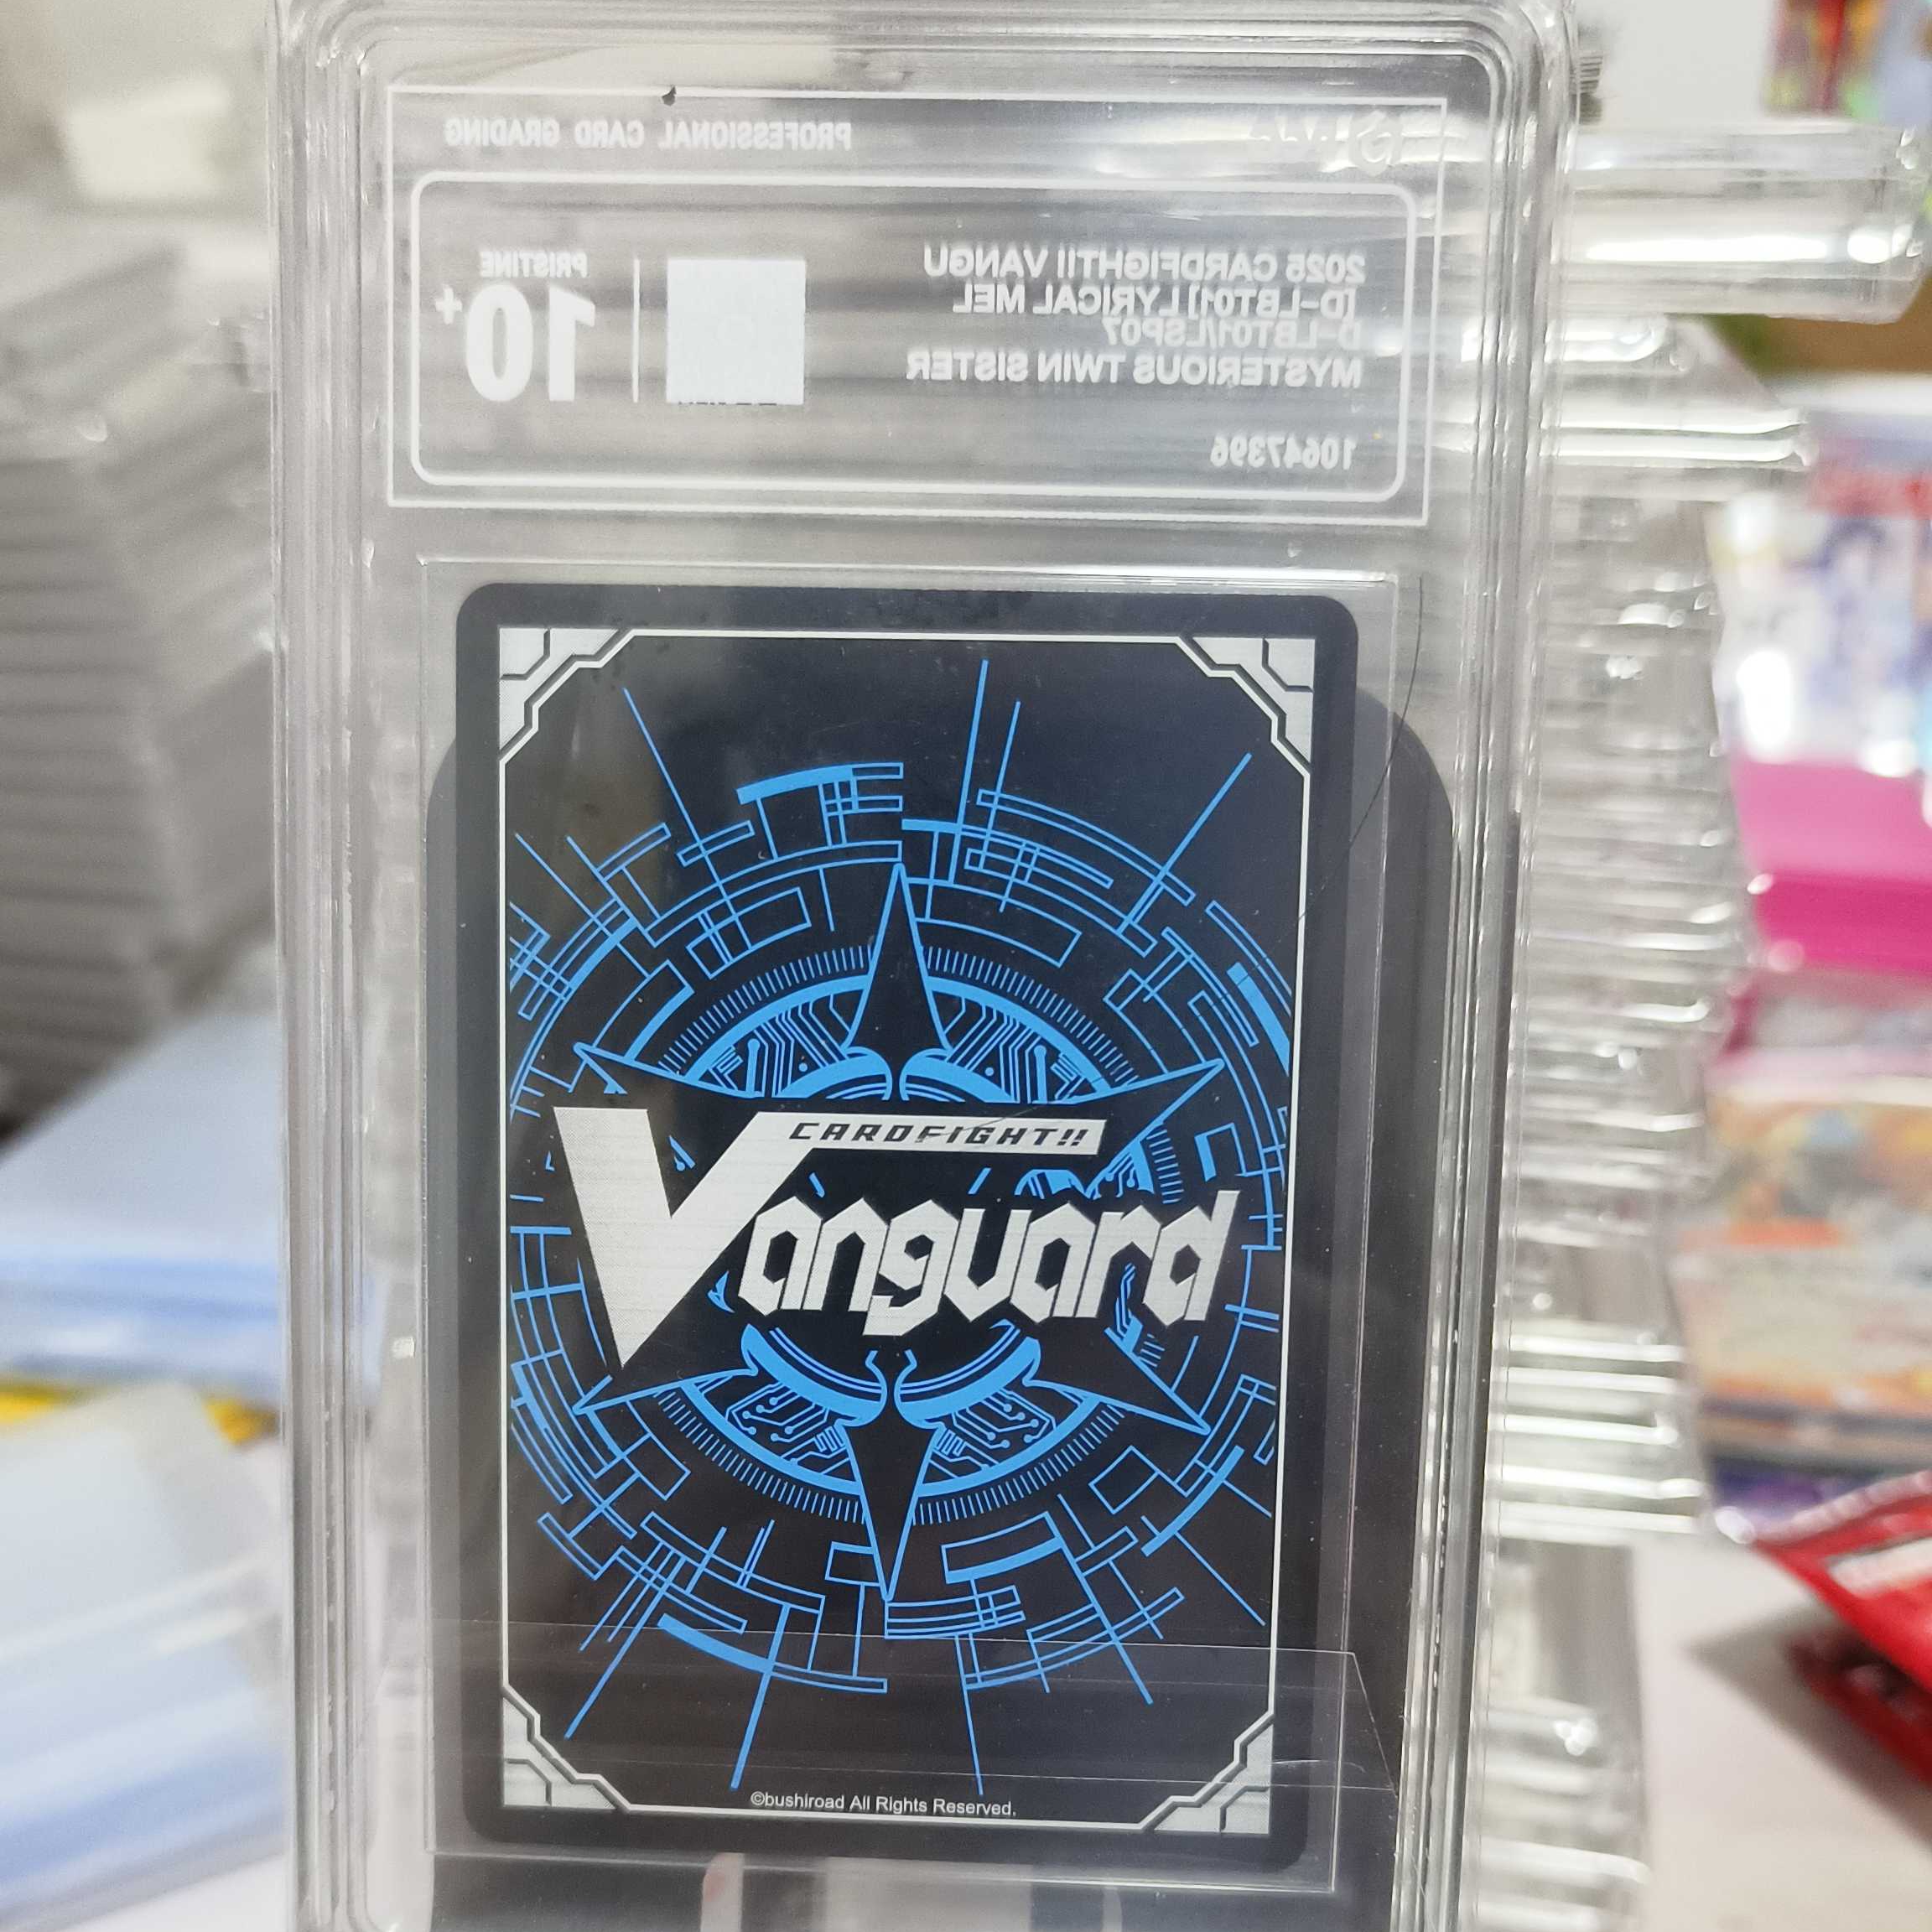 PROFESSIONAL CARD GRADING
2025 CARDFIGHT!! VANGU
[D-LBT01] LYRICAL MEL
D-LBT01/LSP07
MYSTERIOUS TWIN SISTER
10647396
PRISTINE
10+
CARDFIGHT!!
Vanguard
©bushiroad All Rights Reserved.